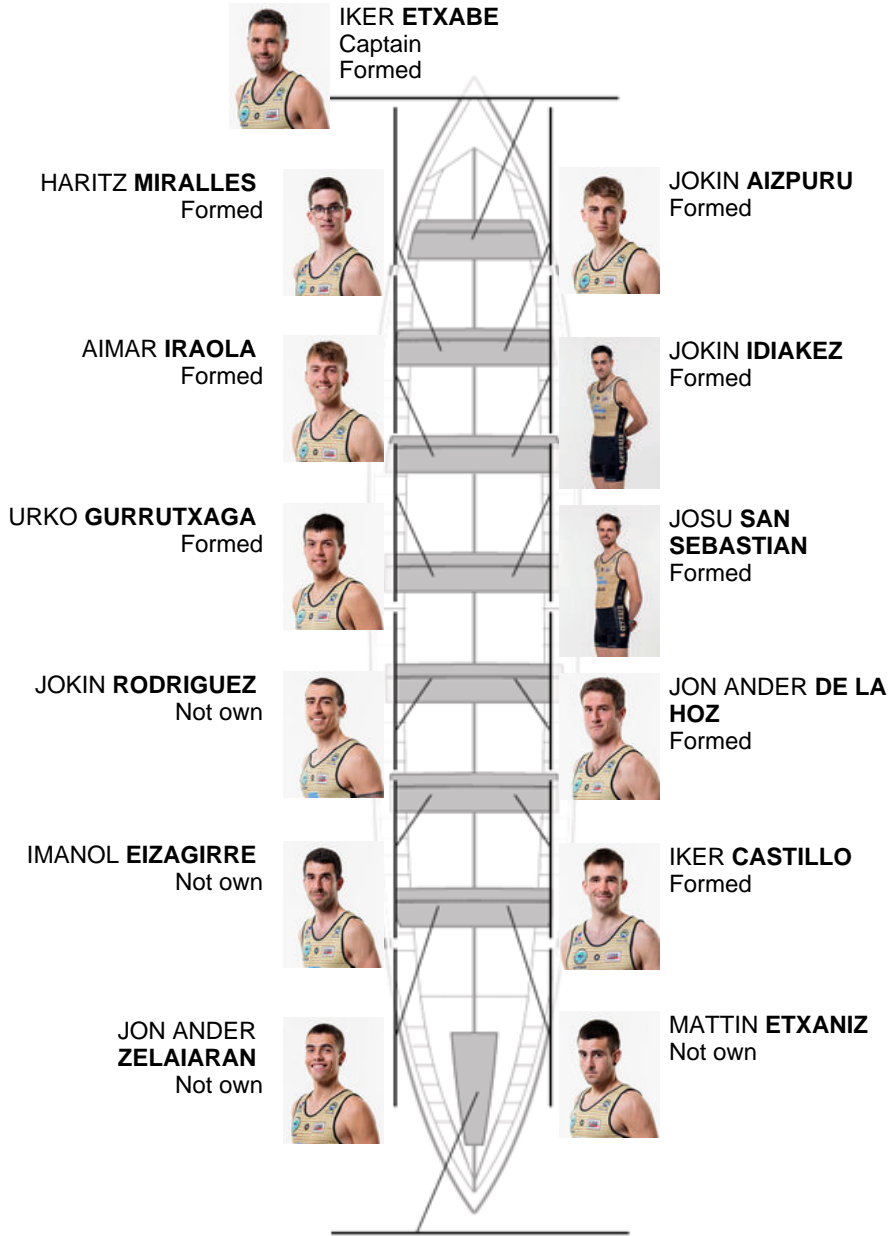 IKER ETXABE
Captain
Formed
HARITZ MIRALLES
Formed
JOKIN AIZPURU
Formed
AIMAR IRAOLA
Formed
JOKIN IDIAKEZ
Formed
URKO GURRUTXAGA
Formed
JOSU SAN
SEBASTIAN
Formed
JOKIN RODRIGUEZ
Not own
JON ANDER DE LA
HOZ
Formed
IMANOL EIZAGIRRE
Not own
IKER CASTILLO
Formed
JON ANDER
ZELAIARAN
Not own
MATTIN ETXANIZ
Not own